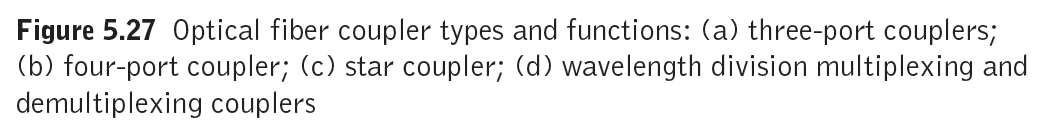 Figure 5.27 Optical fiber coupler types and functions: (a) three-port couplers;
(b) four-port coupler; (c) star coupler; (d) wavelength division multiplexing and
demultiplexing couplers